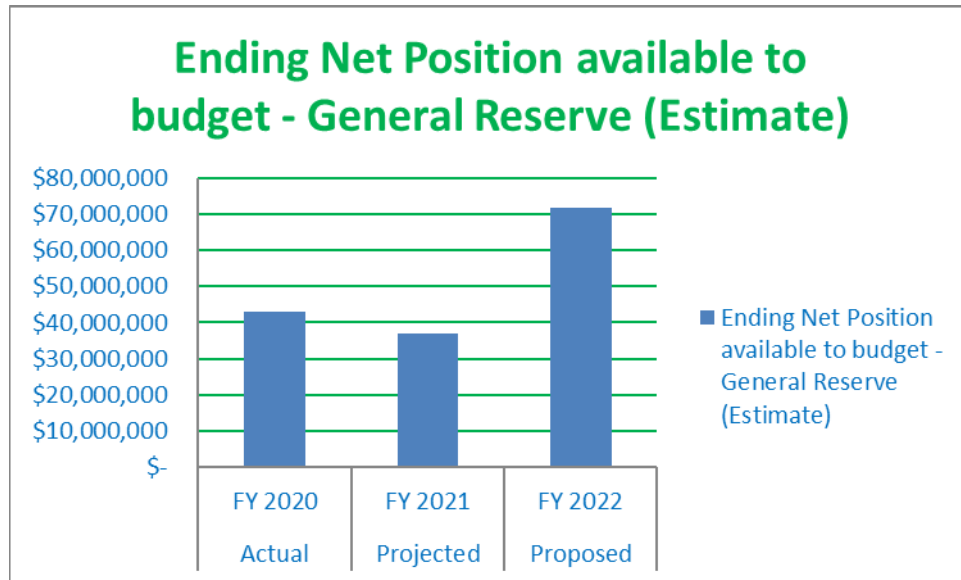 Ending Net Position available to
budget - General Reserve (Estimate)
$80,000,000
$70,000,000
$60,000,000
$50,000,000
$40,000,000
$30,000,000
$20,000,000
$10,000,000
$-
FY 2020 FY 2021 FY 2022
Actual Projected Proposed
Ending Net Position
available to budget -
General Reserve
(Estimate)